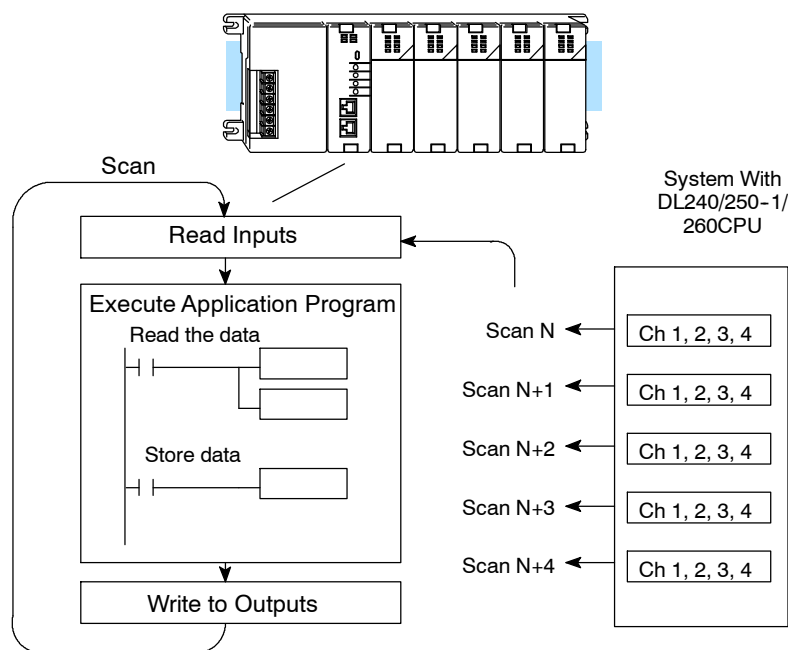 Scan
System With
DL240/250-1/
260CPU
Read Inputs
Execute Application Program
Read the data
Store data
Write to Outputs
Scan N
Ch 1, 2, 3, 4
Scan N+1
Ch 1, 2, 3, 4
Scan N+2
Ch 1, 2, 3, 4
Scan N+3
Ch 1, 2, 3, 4
Scan N+4
Ch 1, 2, 3, 4